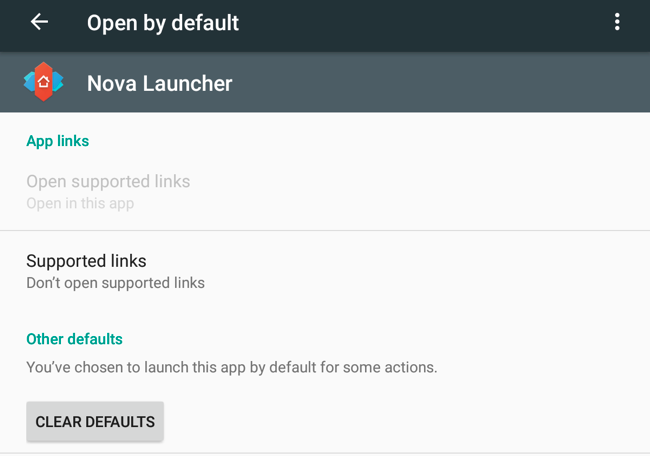 Open by default
Nova Launcher
App links
Open supported links
Open in this app
Supported links
Don’t open supported links
Other defaults
You’ve chosen to launch this app by default for some actions.
CLEAR DEFAULTS